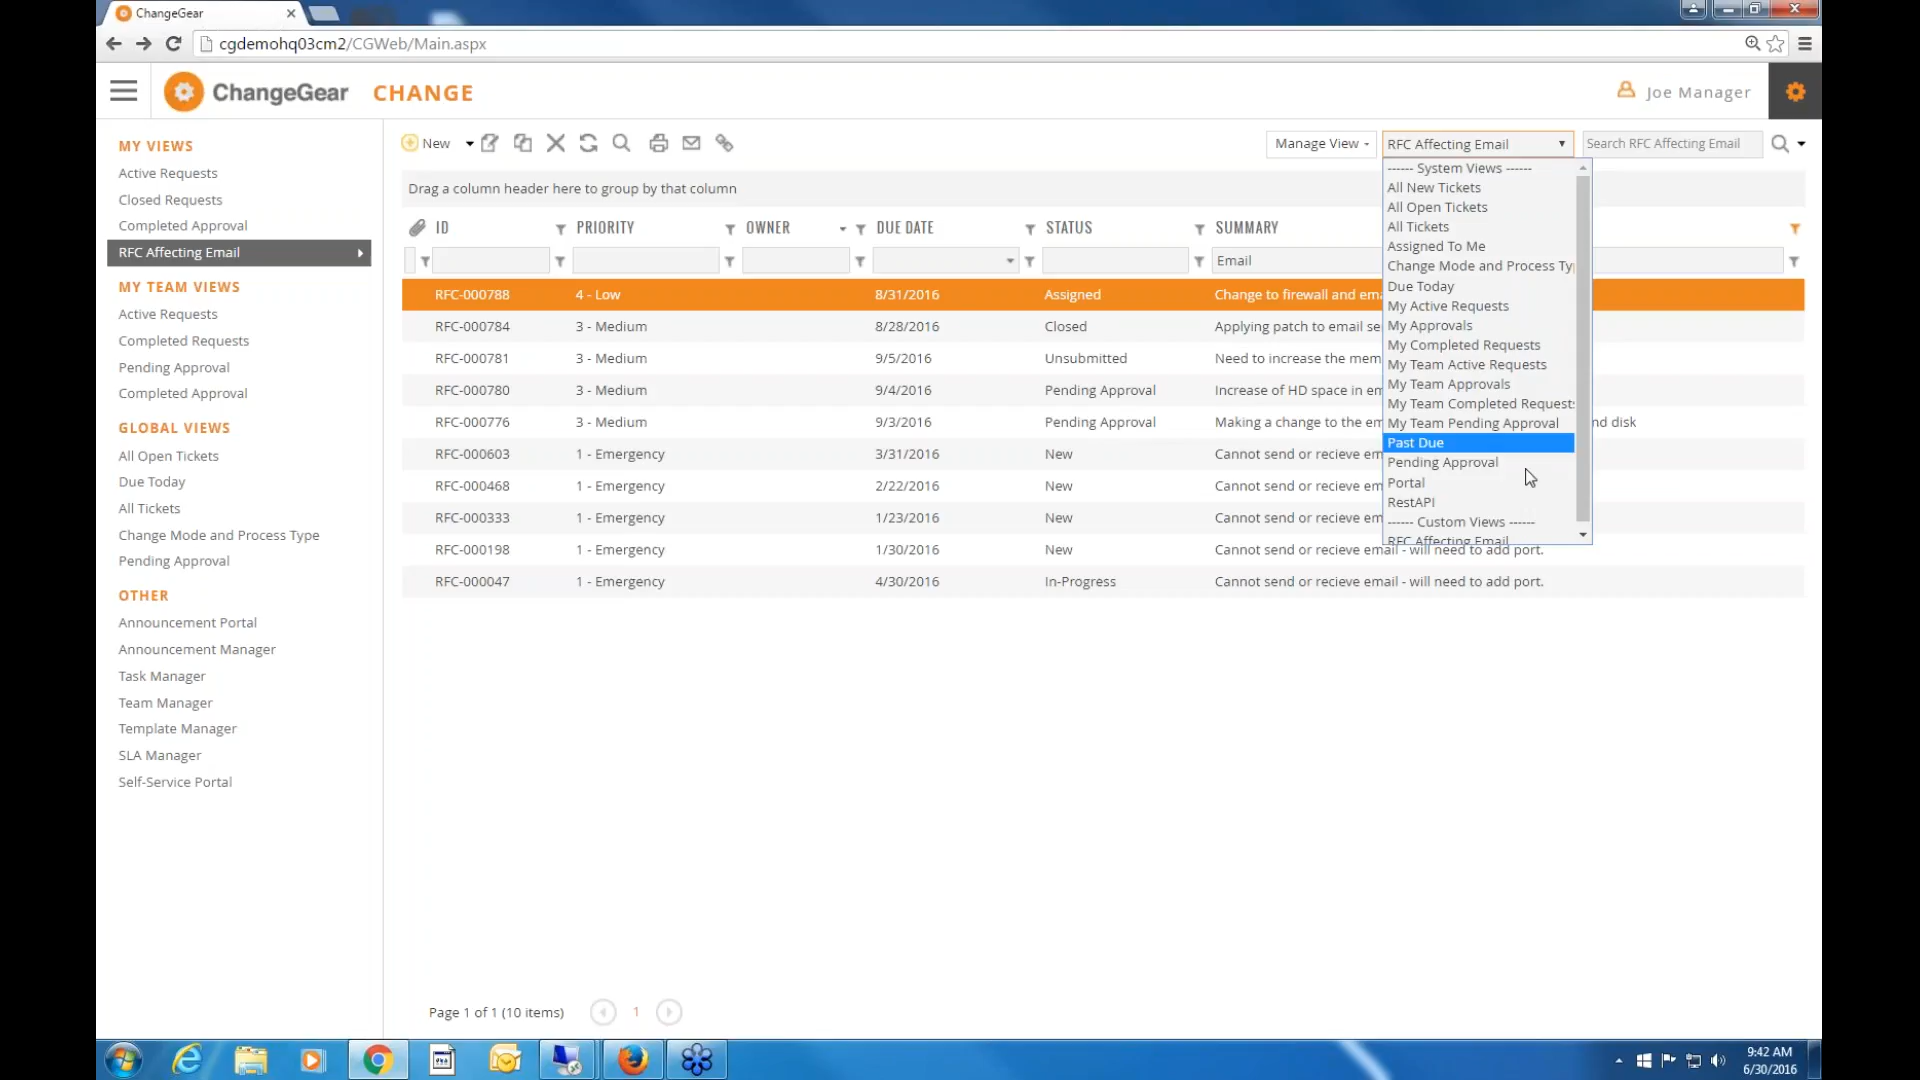 ChangeGear
cgdemohq03cm2/CGWeb/Main.aspx
ChangeGear CHANGE
Joe Manager
MY VIEWS
Active Requests
Closed Requests
Completed Approval
RFC Affecting Email
MY TEAM VIEWS
Active Requests
Completed Requests
Pending Approval
Completed Approval
GLOBAL VIEWS
All Open Tickets
Due Today
All Tickets
Change Mode and Process Type
Pending Approval
OTHER
Announcement Portal
Announcement Manager
Task Manager
Team Manager
Template Manager
SLA Manager
Self-Service Portal
New
Manage View
RFC Affecting Email
Search RFC Affecting Email
Drag a column header here to group by that column
ID PRIORITY OWNER DUE DATE STATUS SUMMARY
Email
RFC-000788 4 - Low 8/31/2016 Assigned Change to firewall and ema
RFC-000784 3 - Medium 8/28/2016 Closed Applying patch to email se
RFC-000781 3 - Medium 9/5/2016 Unsubmitted Need to increase the mem
RFC-000780 3 - Medium 9/4/2016 Pending Approval Increase of HD space in em
RFC-000776 3 - Medium 9/3/2016 Pending Approval Making a change to the em nd disk
RFC-000603 1 - Emergency 3/31/2016 New Cannot send or recieve em
RFC-000468 1 - Emergency 2/22/2016 New Cannot send or recieve em
RFC-000333 1 - Emergency 1/23/2016 New Cannot send or recieve em
RFC-000198 1 - Emergency 1/30/2016 New Cannot send or recieve email - will need to add port.
RFC-000047 1 - Emergency 4/30/2016 In-Progress Cannot send or recieve email - will need to add port.
------ System Views ------
All New Tickets
All Open Tickets
All Tickets
Assigned To Me
Change Mode and Process Ty
Due Today
My Active Requests
My Approvals
My Completed Requests
My Team Active Requests
My Team Approvals
My Team Completed Requests
My Team Pending Approval
Past Due
Pending Approval
Portal
RestAPI
------ Custom Views ------
RFC Affecting Email
Page 1 of 1 (10 items) 1
9:42 AM
6/30/2016